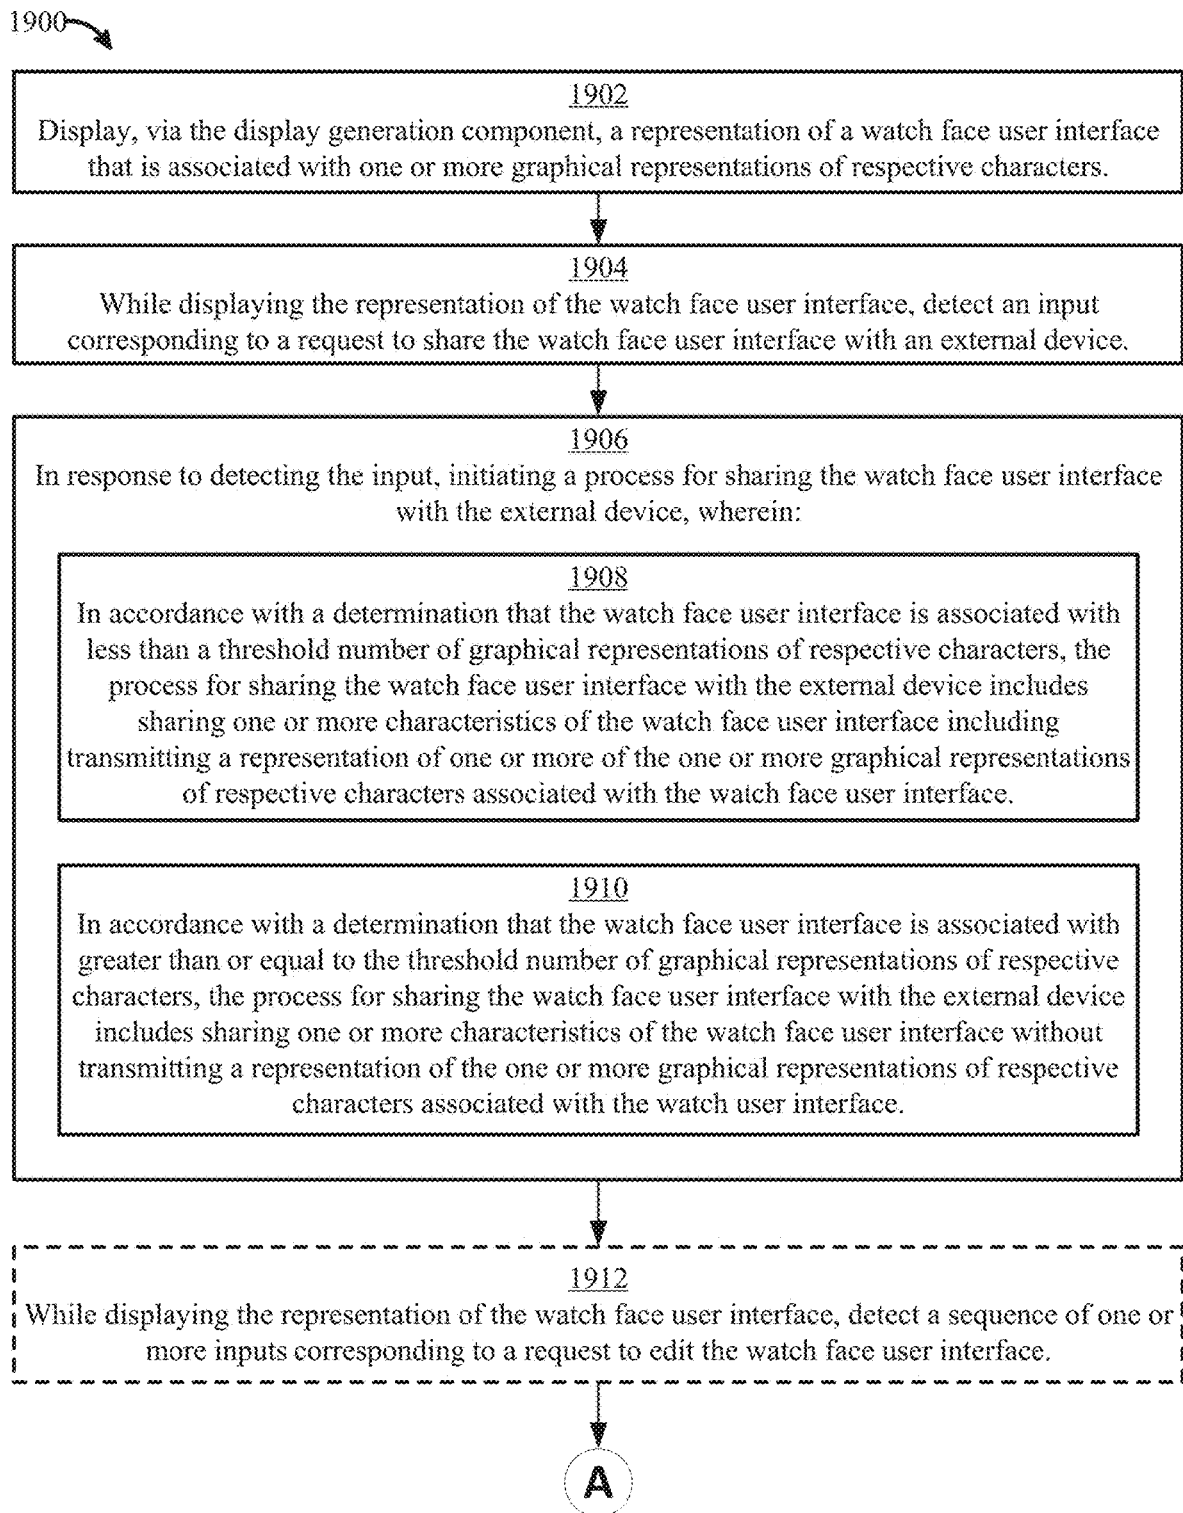 1900
1902
Display, via the display generation component, a representation of a watch face user interface
that is associated with one or more graphical representations of respective characters.
1904
While displaying the representation of the watch face user interface, detect an input
corresponding to a request to share the watch face user interface with an external device.
1906
In response to detecting the input, initiating a process for sharing the watch face user interface
with the external device, wherein:
1908
In accordance with a determination that the watch face user interface is associated with
less than a threshold number of graphical representations of respective characters, the
process for sharing the watch face user interface with the external device includes
sharing one or more characteristics of the watch face user interface including
transmitting a representation of one or more of the one or more graphical representations
of respective characters associated with the watch face user interface.
1910
In accordance with a determination that the watch face user interface is associated with
greater than or equal to the threshold number of graphical representations of respective
characters, the process for sharing the watch face user interface with the external device
includes sharing one or more characteristics of the watch face user interface without
transmitting a representation of the one or more graphical representations of respective
characters associated with the watch user interface.
1912
While displaying the representation of the watch face user interface, detect a sequence of one or
more inputs corresponding to a request to edit the watch face user interface.
A